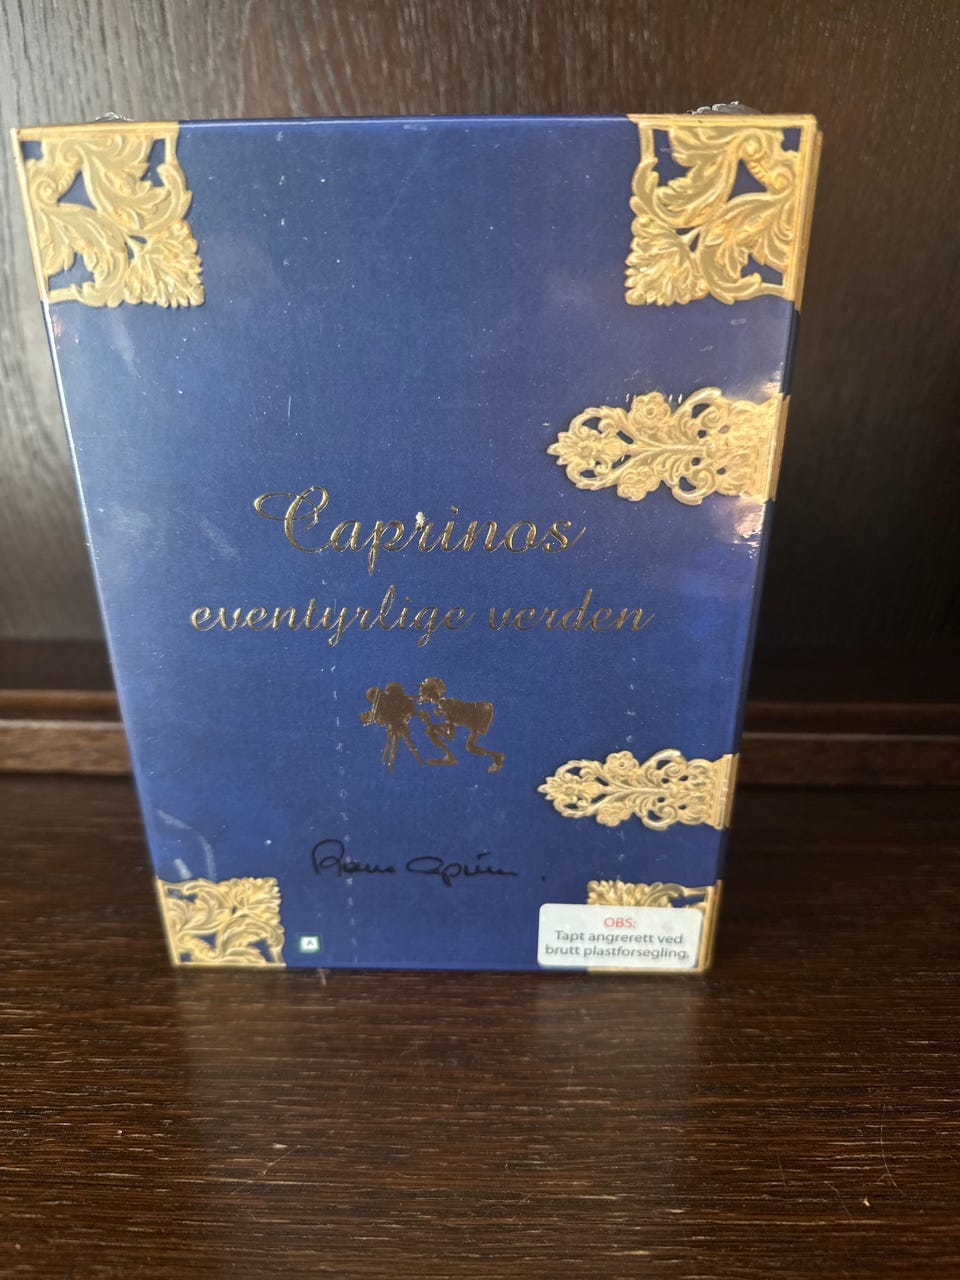 Caprinos
eventyrlige verden
A
OBS:
Tapt angrerett ved
brutt plastforsegling.